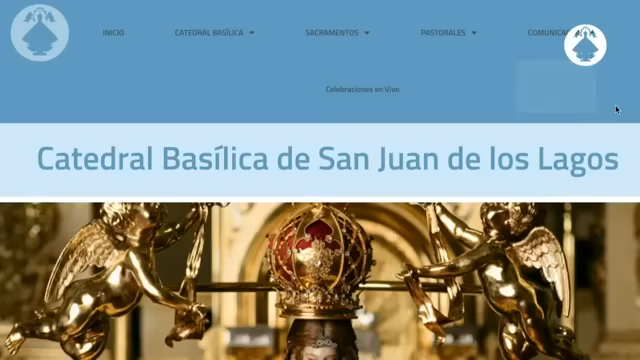 INICIO
CATEDRAL BASÍLICA
SACRAMENTOS
PASTORALES
Celebraciones en Vivo
Catedral Basílica de San Juan de los Lagos